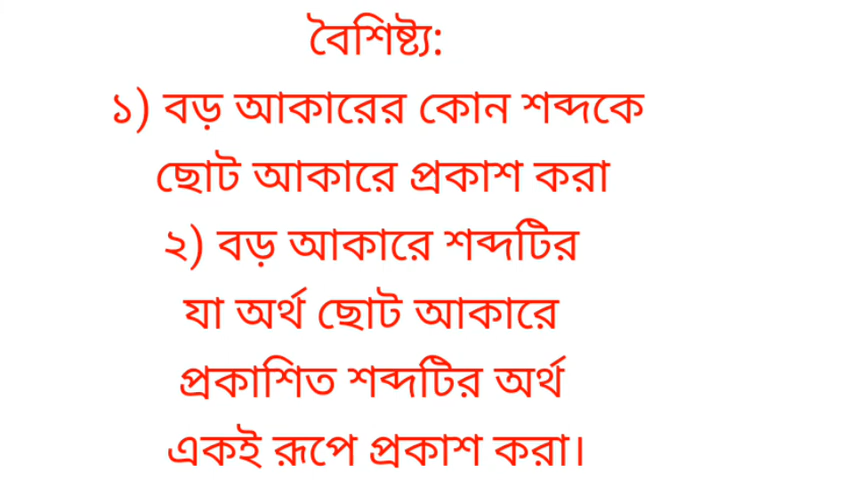 বৈশিষ্ট্য:
১) বড় আকারের কোন শব্দকে
ছোট আকারে প্রকাশ করা
২) বড় আকারে শব্দটির
যা অর্থ ছোট আকারে
প্রকাশিত শব্দটির অর্থ
একই রূপে প্রকাশ করা।